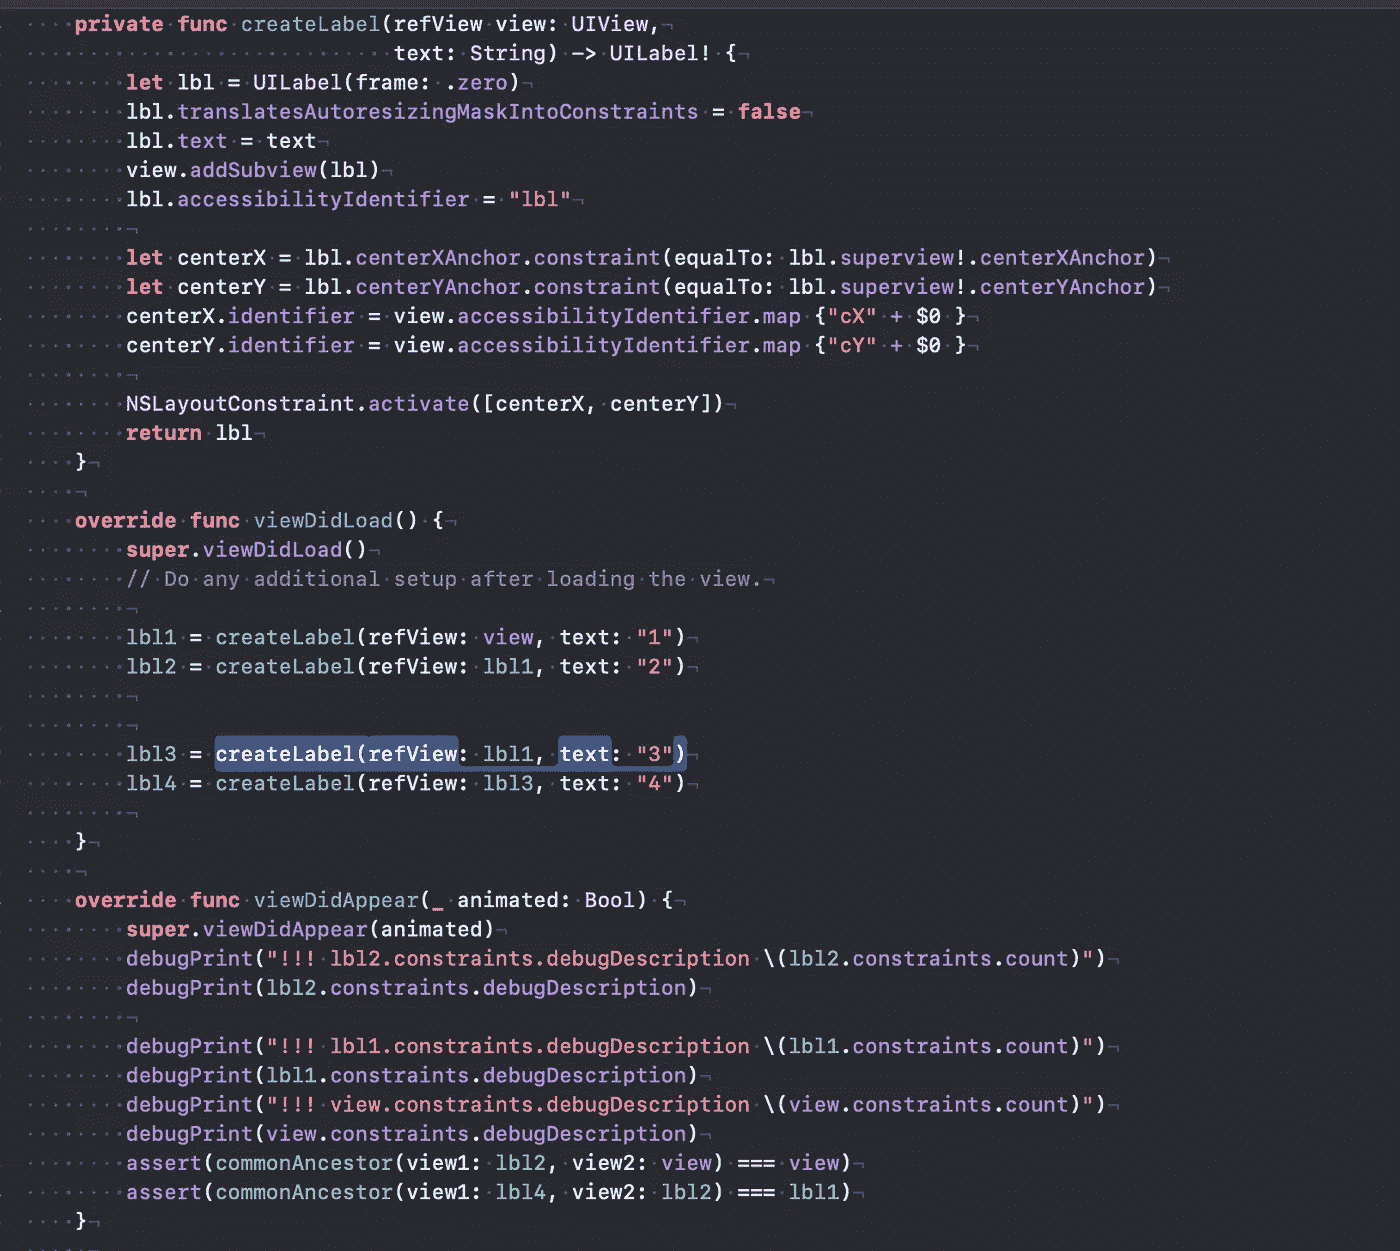 private func createLabel(refView view: UIView,
text: String) -> UILabel! {
let lbl = UILabel(frame: .zero)
lbl.translatesAutoresizingMaskIntoConstraints = false
lbl.text = text
view.addSubview(lbl)
lbl.accessibilityIdentifier = "lbl"
let centerX = lbl.centerXAnchor.constraint(equalTo: lbl.superview!.centerXAnchor)
let centerY = lbl.centerYAnchor.constraint(equalTo: lbl.superview!.centerYAnchor)
centerX.identifier = view.accessibilityIdentifier.map {"cX" + $0 }
centerY.identifier = view.accessibilityIdentifier.map {"cY" + $0 }
NSLayoutConstraint.activate([centerX, centerY])
return lbl
}
override func viewDidLoad() {
super.viewDidLoad()
// Do any additional setup after loading the view.
lbl1 = createLabel(refView: view, text: "1")
lbl2 = createLabel(refView: lbl1, text: "2")
lbl3 = createLabel(refView: lbl1, text: "3")
lbl4 = createLabel(refView: lbl3, text: "4")
}
override func viewDidAppear(_ animated: Bool) {
super.viewDidAppear(animated)
debugPrint("!!! lbl2.constraints.debugDescription \(lbl2.constraints.count)")
debugPrint(lbl2.constraints.debugDescription)
debugPrint("!!! lbl1.constraints.debugDescription \(lbl1.constraints.count)")
debugPrint(lbl1.constraints.debugDescription)
debugPrint("!!! view.constraints.debugDescription \(view.constraints.count)")
debugPrint(view.constraints.debugDescription)
assert(commonAncestor(view1: lbl2, view2: view) === view)
assert(commonAncestor(view1: lbl4, view2: lbl2) === lbl1)
}